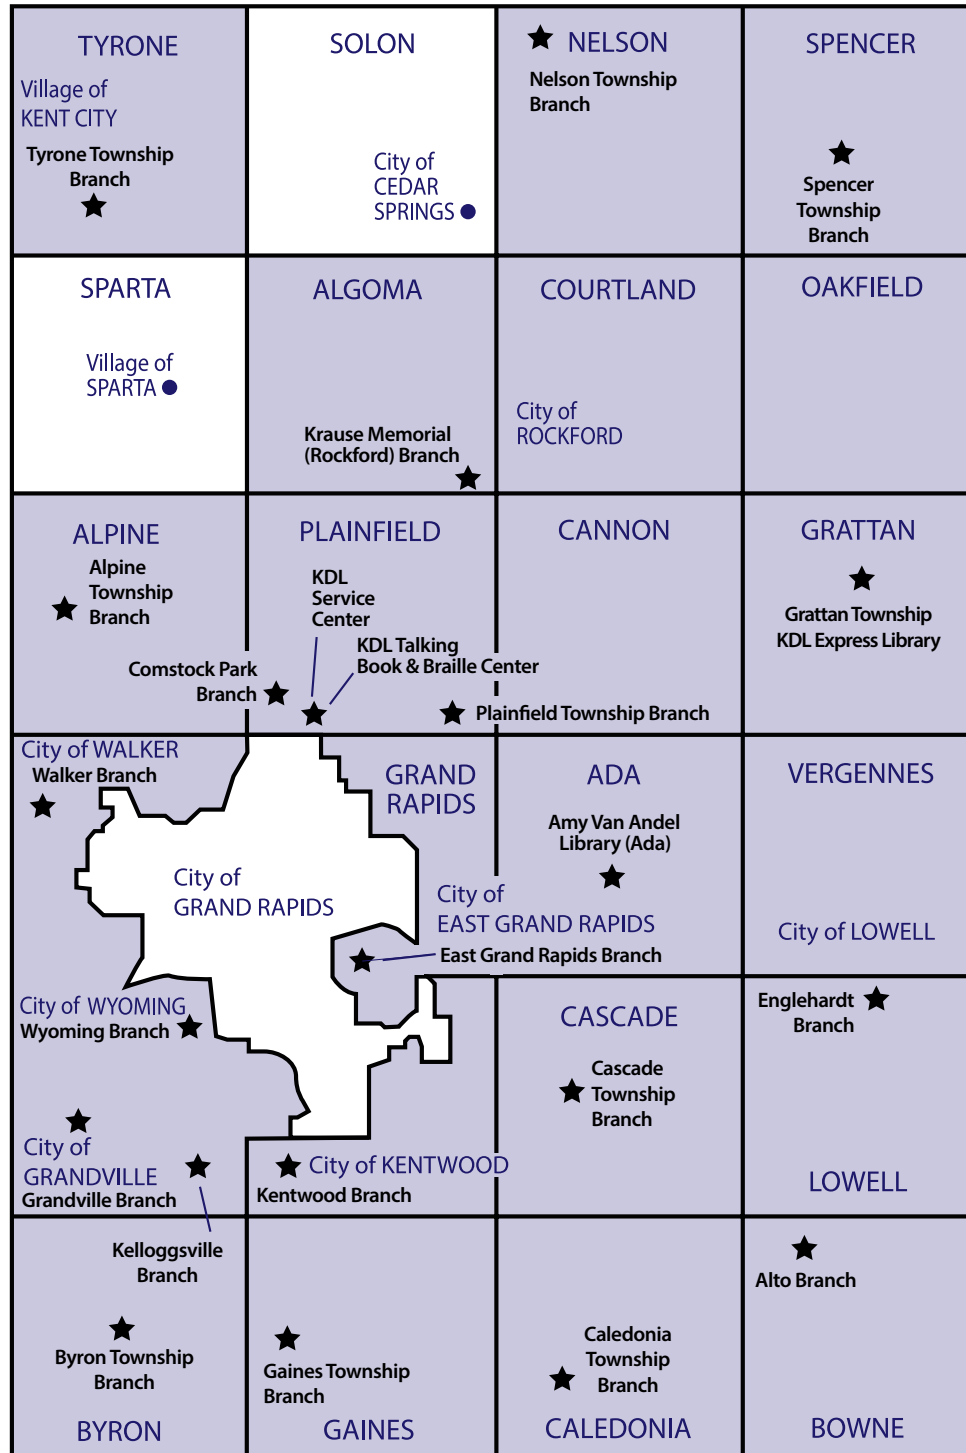 TYRONE
Village of
KENT CITY
Tyrone Township
Branch
SOLON
City of
CEDAR
SPRINGS
NELSON
Nelson Township
Branch
SPENCER
Spencer
Township
Branch
SPARTA
Village of
SPARTA
ALGOMA
Krause Memorial
(Rockford) Branch
COURTLAND
City of
ROCKFORD
OAKFIELD
ALPINE
Alpine
Township
Branch
PLAINFIELD
KDL
Service
Center
KDL Talking
Book & Braille Center
Comstock Park
Branch
CANNON
Plainfield Township Branch
GRATTAN
Grattan Township
KDL Express Library
City of WALKER
Walker Branch
City of
GRAND RAPIDS
GRAND
RAPIDS
ADA
Amy Van Andel
Library (Ada)
City of
EAST GRAND RAPIDS
East Grand Rapids Branch
VERGENNES
City of LOWELL
City of WYOMING
Wyoming Branch
City of
GRANDVILLE
Grandville Branch
City of KENTWOOD
Kentwood Branch
CASCADE
Cascade
Township
Branch
Englehardt
Branch
LOWELL
Kelloggsville
Branch
Byron Township
Branch
BYRON
Gaines Township
Branch
GAINES
Caledonia
Township
Branch
CALEDONIA
Alto Branch
BOWNE